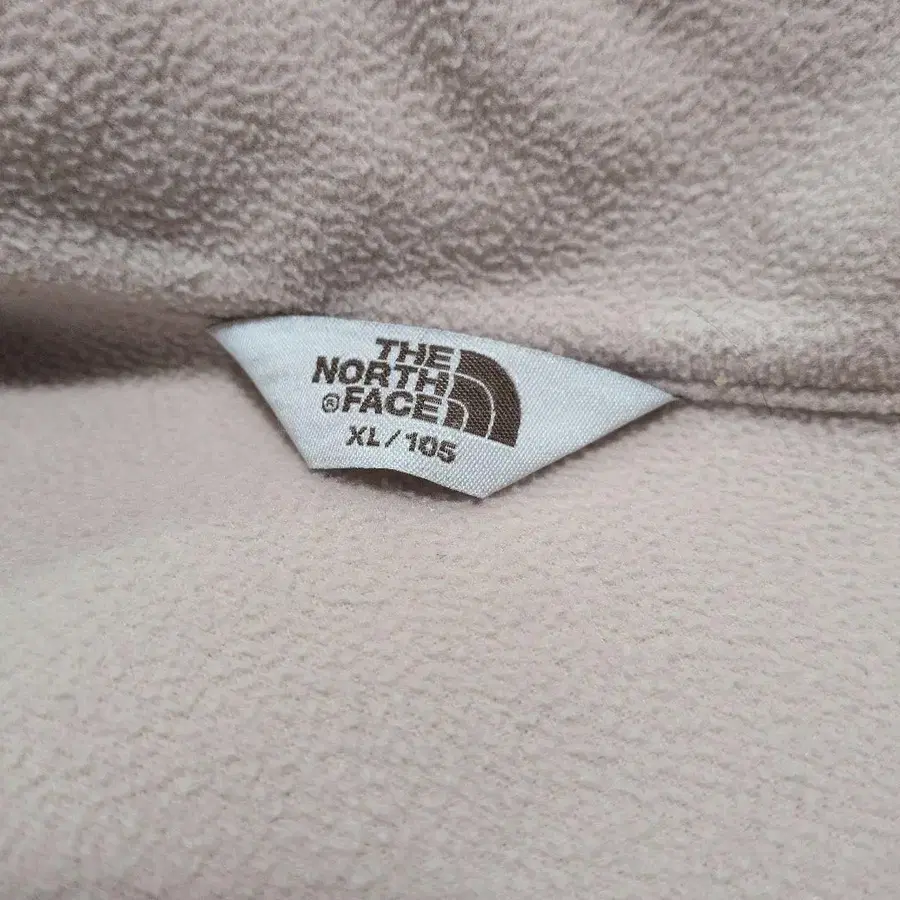 THE
NORTH
®FACE
XL/105